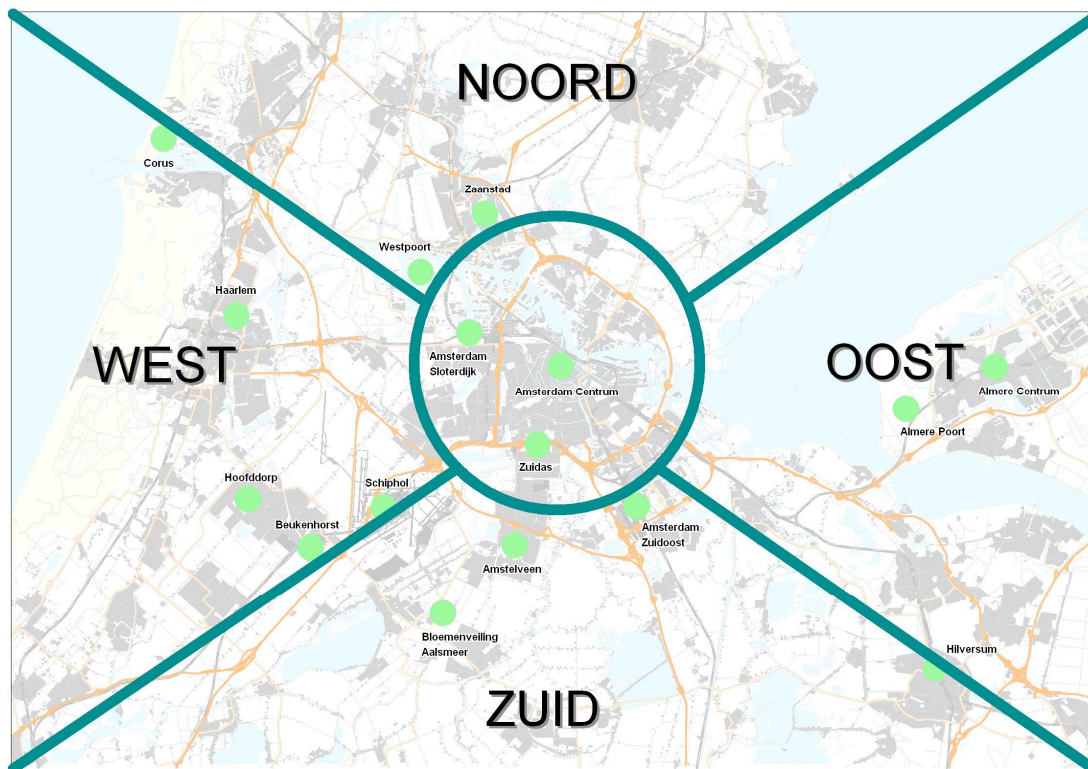 NOORD
Corus
Zaanstad
Westpoort
Haarlem
WEST
Amsterdam
Sloterdijk
Amsterdam Centrum
OOST
Almere Centrum
Almere Poort
Zuidas
Hoofddorp
Schiphol
Beukenhorst
Amsterdam
Zuidoost
Amstelveen
Bloemenveiling
Aalsmeer
Hilversum
ZUID